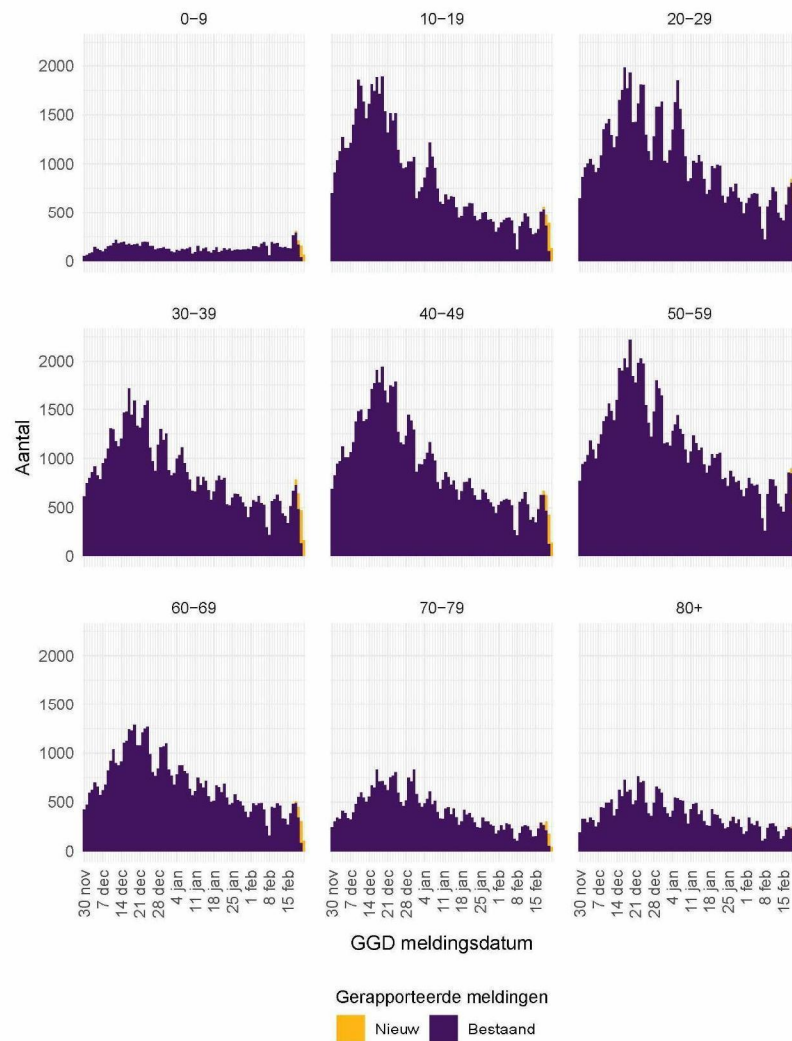 0−9 10−19 20−29
2000
1500
1000
500
0
30−39 40−49 50−59
2000
1500
1000
500
0
Aantal
60−69 70−79 80+
2000
1500
1000
500
0
30 nov 7 dec 14 dec 21 dec 28 dec 4 jan 11 jan 18 jan 25 jan 1 feb 8 feb 15 feb
30 nov 7 dec 14 dec 21 dec 28 dec 4 jan 11 jan 18 jan 25 jan 1 feb 8 feb 15 feb
30 nov 7 dec 14 dec 21 dec 28 dec 4 jan 11 jan 18 jan 25 jan 1 feb 8 feb 15 feb
GGD meldingsdatum
Gerapporteerde meldingen
Nieuw Bestaand